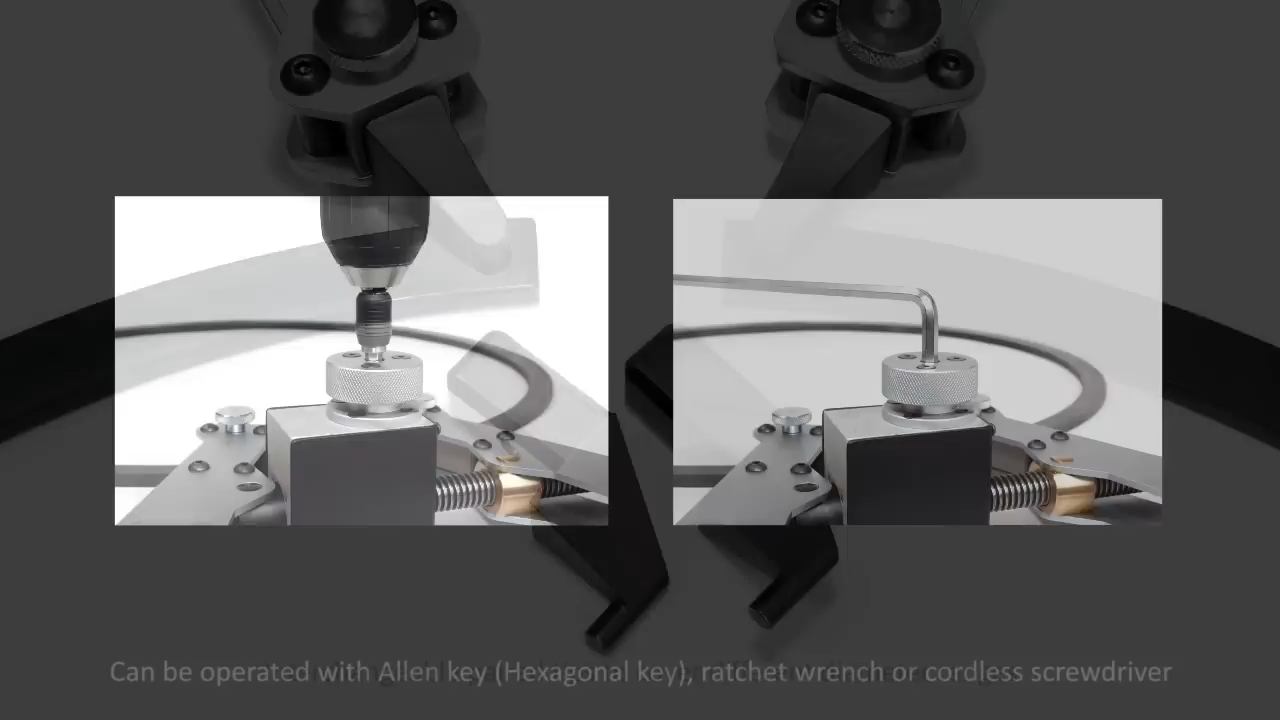 Can be operated with Allen key (Hexagonal key), ratchet wrench or cordless screwdriver